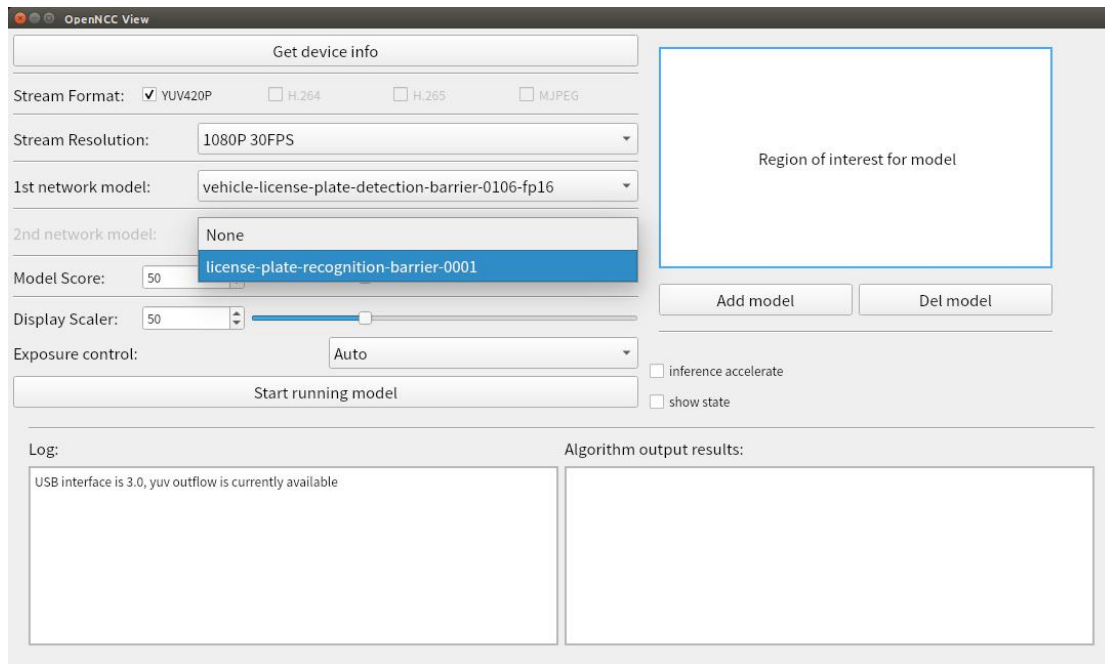 OpenNCC View
Get device info
Stream Format: YUV420P H.264 H.265 MJPEG
Stream Resolution: 1080P 30FPS
1st network model: vehicle-license-plate-detection-barrier-0106-fp16
2nd network model:
None
license-plate-recognition-barrier-0001
Model Score: 50
Display Scaler: 50
Exposure control: Auto
Start running model
Region of interest for model
Add model Del model
inference accelerate
show state
Log:
USB interface is 3.0, yuv outflow is currently available
Algorithm output results: